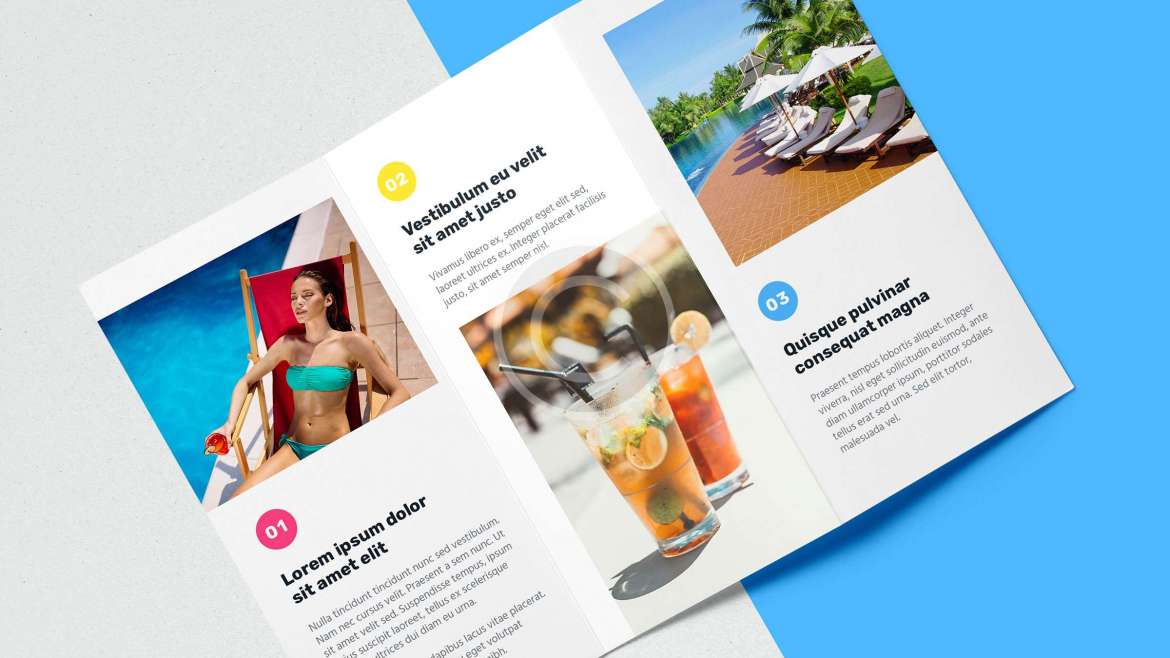 01
Lorem ipsum dolor
sit amet elit
Nulla tincidunt tincidunt nunc sed vestibulum.
Nam nec cursus velit. Praesent a sem nunc. Ut
sit amet velit sed. Suspendisse tempus, ipsum
suscipit laoreet, tellus ex scelerisque
ultrices dui diam eu urna.
dapibus lacus vitae placerat.
eget volutpat
nibh.
02
Vestibulum eu velit
sit amet justo
Vivamus libero ex, semper eget elit sed,
laoreet ultrices ex. Integer placerat facilisis
justo, sit amet semper nisl.
03
Quisque pulvinar
consequat magna
Praesent tempus lobortis aliquet. Integer
viverra, nisl eget sollicitudin euismod, ante
diam ullamcorper ipsum, porttitor sodales
tellus erat sed urna. Sed elit tortor,
malesuada vel.